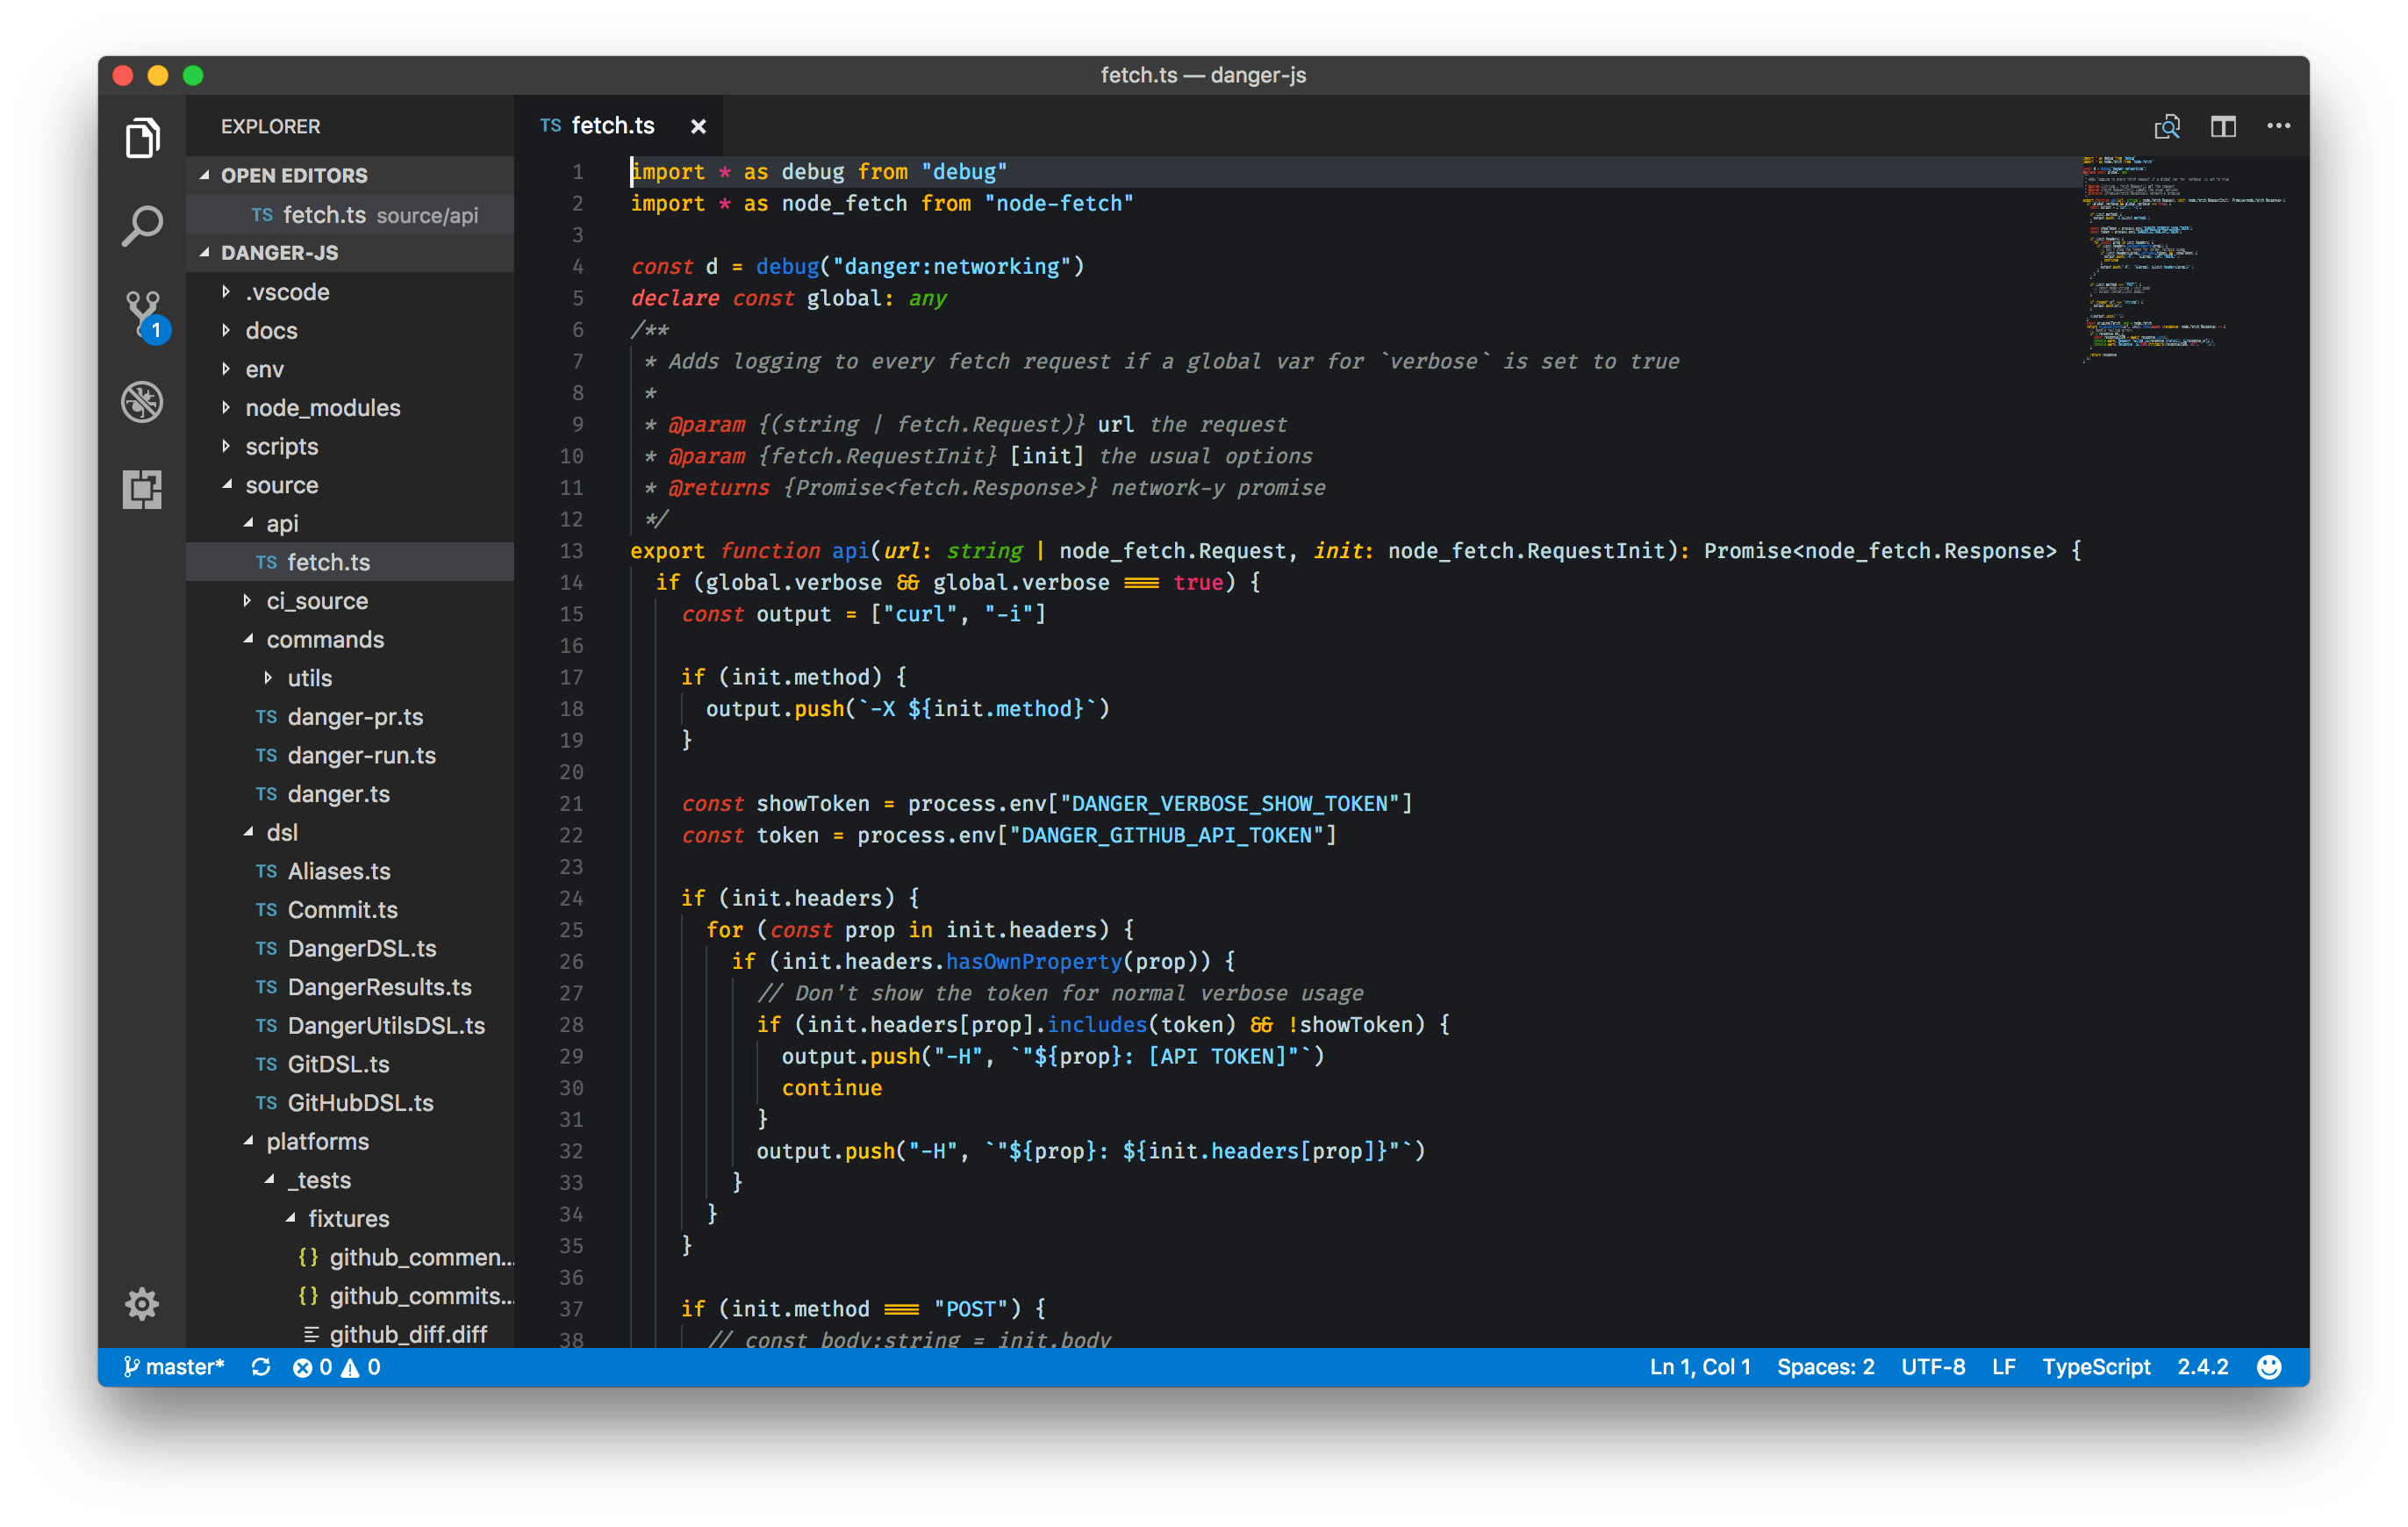 fetch.ts — danger-js
EXPLORER
OPEN EDITORS
TS fetch.ts source/api
DANGER-JS
.vscode
docs
env
node_modules
scripts
source
api
TS fetch.ts
ci_source
commands
utils
TS danger-pr.ts
TS danger-run.ts
TS danger.ts
dsl
TS Aliases.ts
TS Commit.ts
TS DangerDSL.ts
TS DangerResults.ts
TS DangerUtilsDSL.ts
TS GitDSL.ts
TS GitHubDSL.ts
platforms
_tests
fixtures
{} github_commen...
{} github_commits...
github_diff.diff
1
TS fetch.ts
1 import * as debug from "debug"
2 import * as node_fetch from "node-fetch"
3
4 const d = debug("danger:networking")
5 declare const global: any
6 /**
7 * Adds logging to every fetch request if a global var for `verbose` is set to true
8 *
9 * @param {(string | fetch.Request)} url the request
10 * @param {fetch.RequestInit} [init] the usual options
11 * @returns {Promise<fetch.Response>} network-y promise
12 */
13 export function api(url: string | node_fetch.Request, init: node_fetch.RequestInit): Promise<node_fetch.Response> {
14 if (global.verbose && global.verbose === true) {
15 const output = ["curl", "-i"]
16
17 if (init.method) {
18 output.push(`-X ${init.method}`)
19 }
20
21 const showToken = process.env["DANGER_VERBOSE_SHOW_TOKEN"]
22 const token = process.env["DANGER_GITHUB_API_TOKEN"]
23
24 if (init.headers) {
25 for (const prop in init.headers) {
26 if (init.headers.hasOwnProperty(prop)) {
27 // Don't show the token for normal verbose usage
28 if (init.headers[prop].includes(token) && !showToken) {
29 output.push("-H", `"${prop}: [API TOKEN]"`)
30 continue
31 }
32 output.push("-H", `"${prop}: ${init.headers[prop]}"`)
33 }
34 }
35 }
36
37 if (init.method === "POST") {
38 // const body:string = init.body
master* 0 0
Ln 1, Col 1 Spaces: 2 UTF-8 LF TypeScript 2.4.2